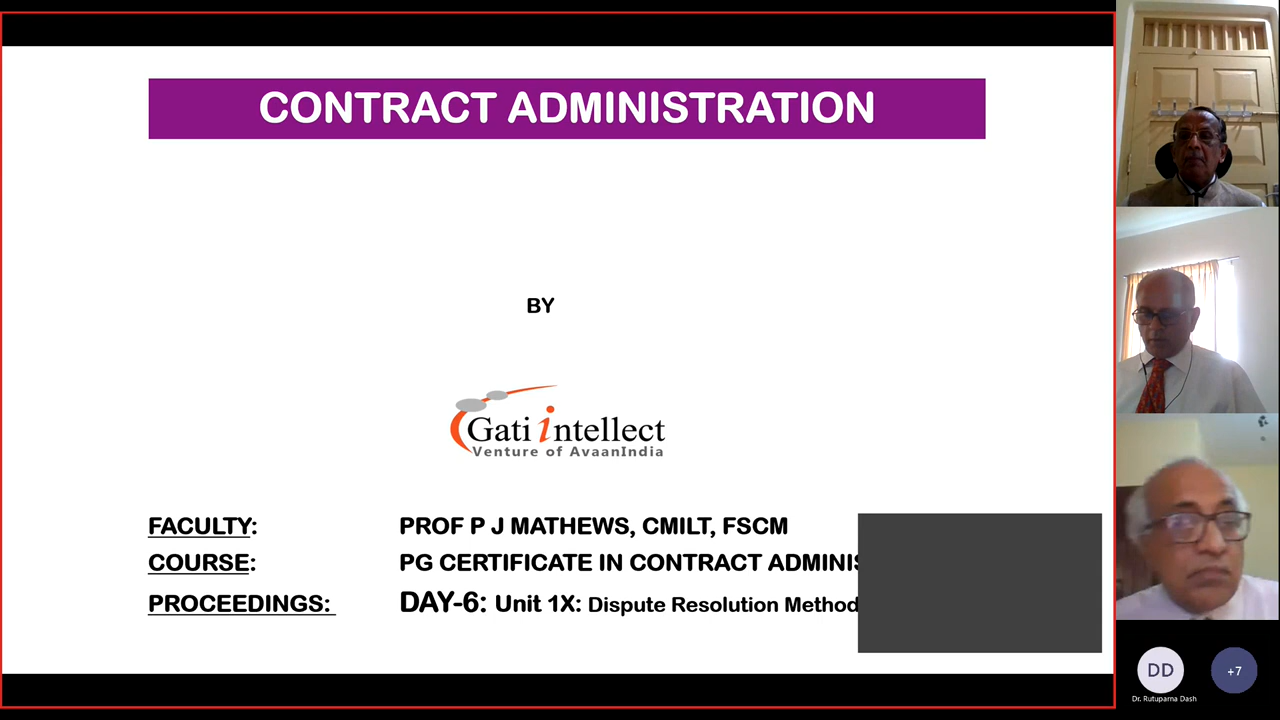 CONTRACT ADMINISTRATION
BY
Gati intellect
Venture of AvaanIndia
FACULTY: PROF P J MATHEWS, CMILT, FSCM
COURSE: PG CERTIFICATE IN CONTRACT ADMINIS
PROCEEDINGS: DAY-6: Unit 1X: Dispute Resolution Method
DD
+7
Dr. Rutuparna Dash